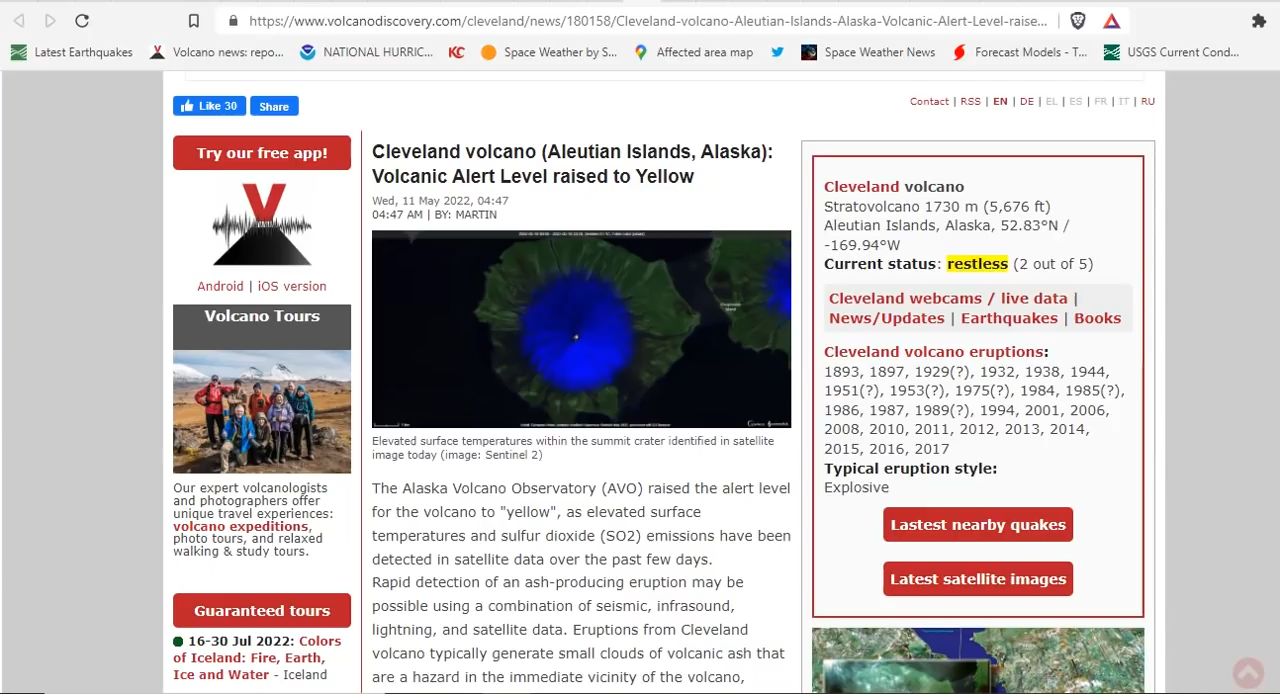 https://www.volcanodiscovery.com/cleveland/news/180158/Cleveland-volcano-Aleutian-Islands-Alaska-Volcanic-Alert-Level-raise...
Latest Earthquakes
Volcano news: repo...
NATIONAL HURRIC...
KC
Space Weather by S...
Affected area map
Space Weather News
Forecast Models - T...
USGS Current Cond...
Like 30
Share
Contact | RSS | EN | DE | EL | ES | FR | IT | RU
Try our free app!
V
Android | iOS version
Volcano Tours
Our expert volcanologists
and photographers offer
unique travel experiences:
volcano expeditions,
photo tours, and relaxed
walking & study tours.
Guaranteed tours
16-30 Jul 2022: Colors
of Iceland: Fire, Earth,
Ice and Water - Iceland
Cleveland volcano (Aleutian Islands, Alaska):
Volcanic Alert Level raised to Yellow
Wed, 11 May 2022, 04:47
04:47 AM | BY: MARTIN
Elevated surface temperatures within the summit crater identified in satellite
image today (image: Sentinel 2)
The Alaska Volcano Observatory (AVO) raised the alert level
for the volcano to "yellow", as elevated surface
temperatures and sulfur dioxide (SO2) emissions have been
detected in satellite data over the past few days.
Rapid detection of an ash-producing eruption may be
possible using a combination of seismic, infrasound,
lightning, and satellite data. Eruptions from Cleveland
volcano typically generate small clouds of volcanic ash that
are a hazard in the immediate vicinity of the volcano,
Cleveland volcano
Stratovolcano 1730 m (5,676 ft)
Aleutian Islands, Alaska, 52.83°N /
-169.94°W
Current status: restless (2 out of 5)
Cleveland webcams / live data |
News/Updates | Earthquakes | Books
Cleveland volcano eruptions:
1893, 1897, 1929(?), 1932, 1938, 1944,
1951(?), 1953(?), 1975(?), 1984, 1985(?),
1986, 1987, 1989(?), 1994, 2001, 2006,
2008, 2010, 2011, 2012, 2013, 2014,
2015, 2016, 2017
Typical eruption style:
Explosive
Lastest nearby quakes
Latest satellite images